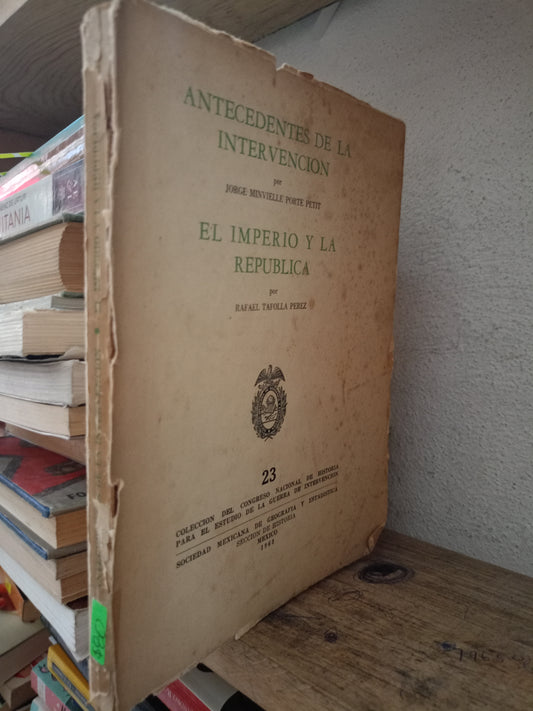 ANTECEDENTES DE LA
INTERVENCION
por
JORGE MINVIELLE PORTE PETIT
EL IMPERIO Y LA
REPUBLICA
por
RAFAEL TAFOLLA PEREZ
23
COLECCION DEL CONGRESO NACIONAL DE HISTORIA
PARA EL ESTUDIO DE LA GUERRA DE INTERVENCION
SOCIEDAD MEXICANA DE GEOGRAFIA Y ESTADISTICA
SECCION DE HISTORIA
MEXICO
ITANIA
FO